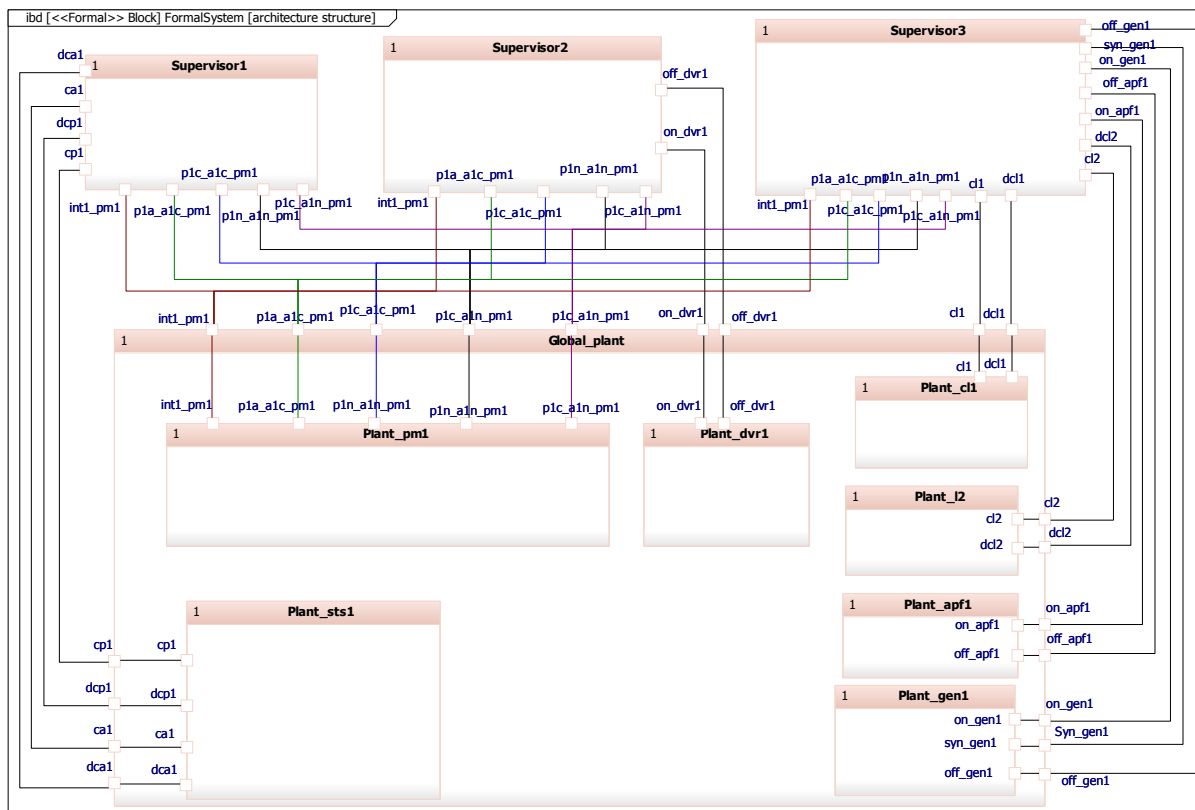 ibd [<<Formal>> Block] FormalSystem [architecture structure]
off_gen1
1
Supervisor3
syn_gen1
on_gen1
off_apf1
on_apf1
dcl2
cl2
1
Supervisor2
off_dvr1
on_dvr1
dca1
1
Supervisor1
ca1
dcp1
cp1
p1c_a1c_pm1
int1_pm1
p1a_a1c_pm1
p1n_a1n_pm1
p1c_a1n_pm1
p1a_a1c_pm1
p1n_a1n_pm1
int1_pm1
p1c_a1c_pm1
p1c_a1n_pm1
p1a_a1c_pm1
p1n_a1n_pm1
cl1
dcl1
int1_pm1
p1c_a1c_pm1
p1c_a1n_pm1
int1_pm1
p1a_a1c_pm1
p1c_a1c_pm1
p1c_a1n_pm1
p1c_a1n_pm1
on_dvr1
off_dvr1
cl1
dcl1
1
Global_plant
cl1
dcl1
1
Plant_cl1
int1_pm1
p1a_a1c_pm1
p1n_a1n_pm1
p1n_a1n_pm1
p1c_a1n_pm1
on_dvr1
off_dvr1
1
Plant_pm1
1
Plant_dvr1
1
Plant_l2
cl2
cl2
dcl2
dcl2
1
Plant_apf1
on_apf1
on_apf1
off_apf1
off_apf1
1
Plant_sts1
cp1
cp1
dcp1
dcp1
ca1
ca1
dca1
dca1
1
Plant_gen1
on_gen1
on_gen1
syn_gen1
Syn_gen1
off_gen1
off_gen1